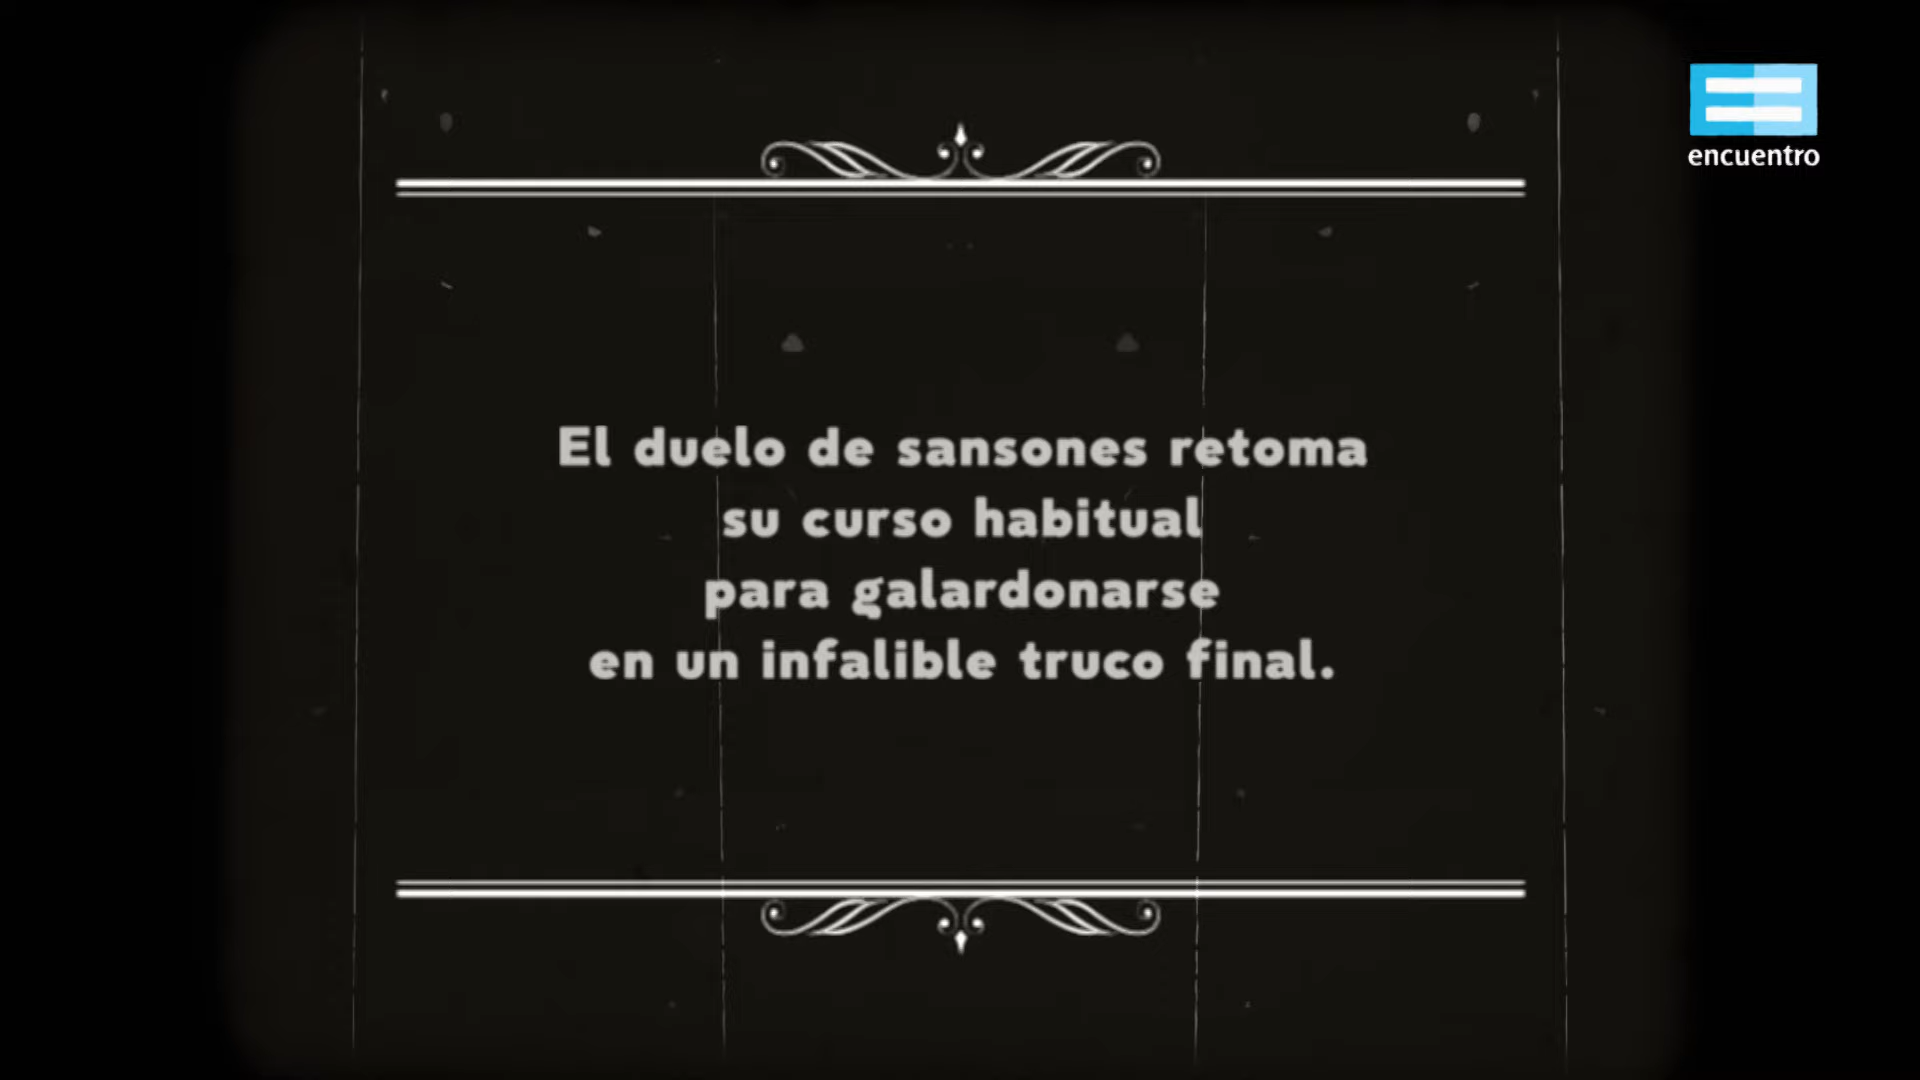 encuentro
El duelo de sansones retoma
su curso habitual
para galardonarse
en un infalible truco final.